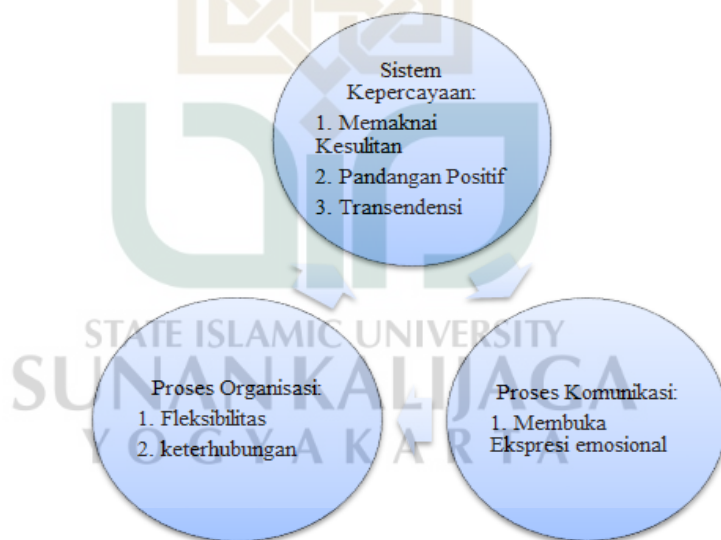 Sistem
Kepercayaan:
1. Memaknai
Kesulitan
2. Pandangan Positif
3. Transendensi
STATE ISLAMIC UNIVERSITY
SUNAN KALIJAGA
YOGYAKARTA
Proses Organisasi:
1. Fleksibilitas
2. keterhubungan
Proses Komunikasi:
1. Membuka
Ekspresi emosional